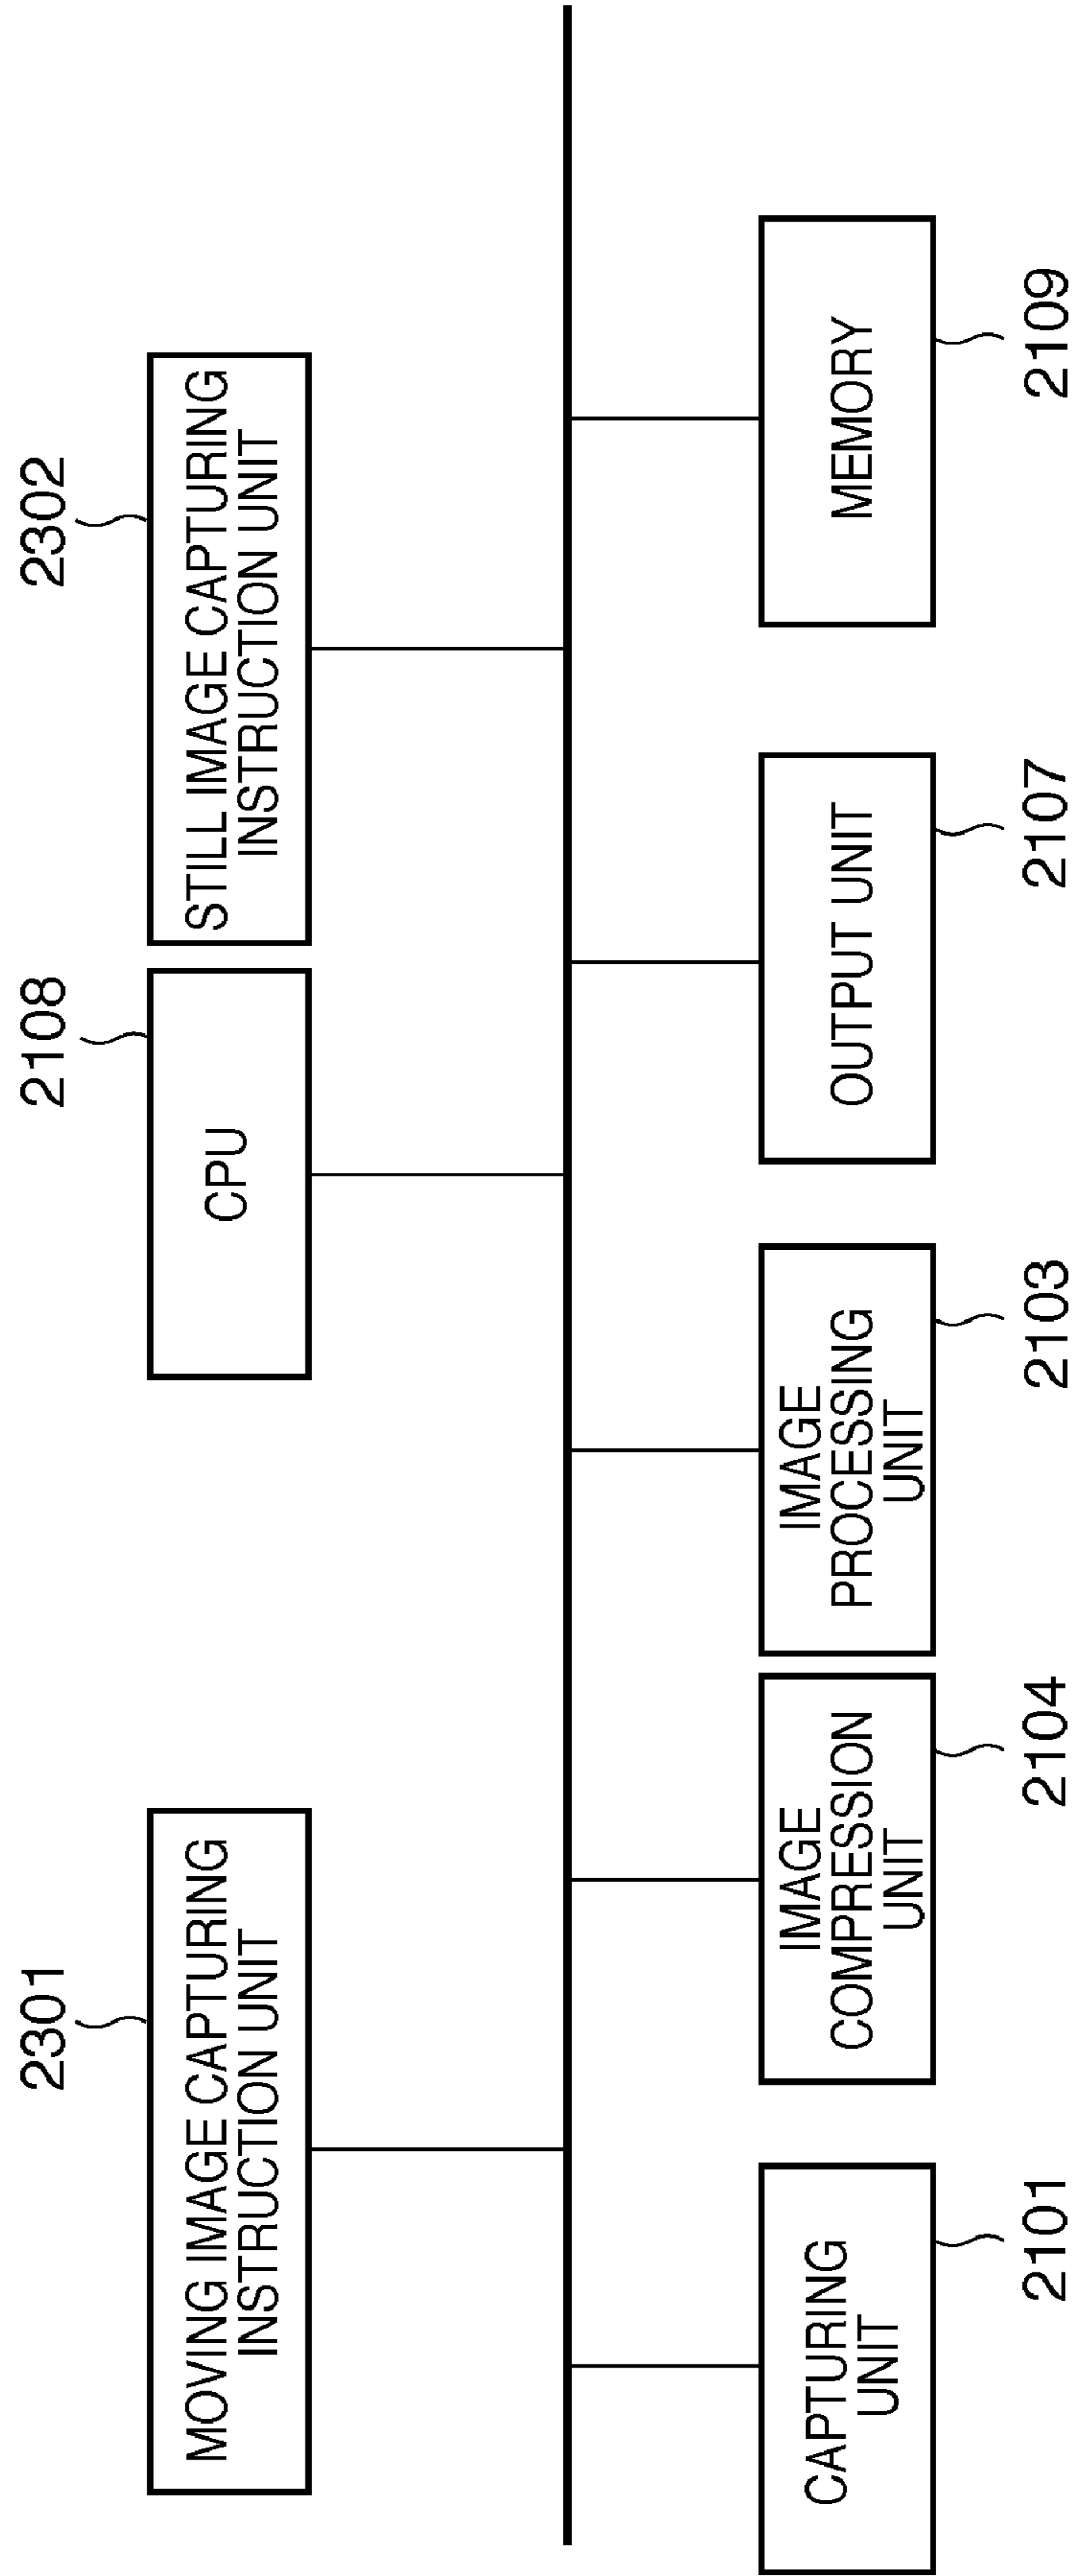 2301
2108
2302
MOVING IMAGE CAPTURING
INSTRUCTION UNIT
CPU
STILL IMAGE CAPTURING
INSTRUCTION UNIT
CAPTURING
UNIT
IMAGE
COMPRESSION
UNIT
IMAGE
PROCESSING
UNIT
OUTPUT UNIT
MEMORY
2101
2104
2103
2107
2109